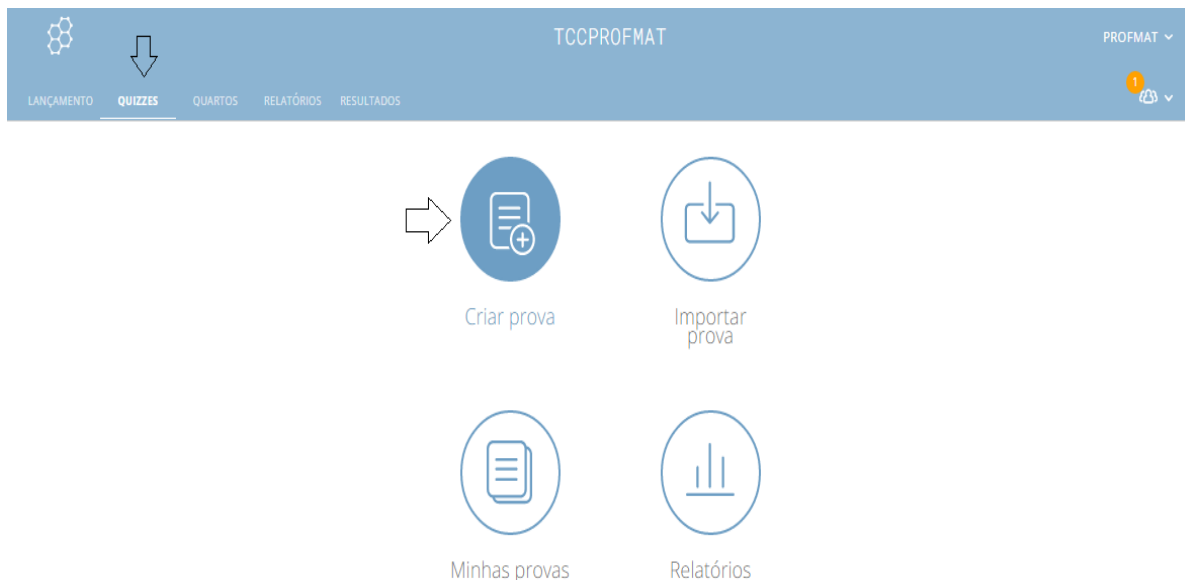 TCCPROFMAT
PROFMAT
1
LANÇAMENTO QUIZZES QUARTOS RELATÓRIOS RESULTADOS
Criar prova
Importar
prova
Minhas provas
Relatórios